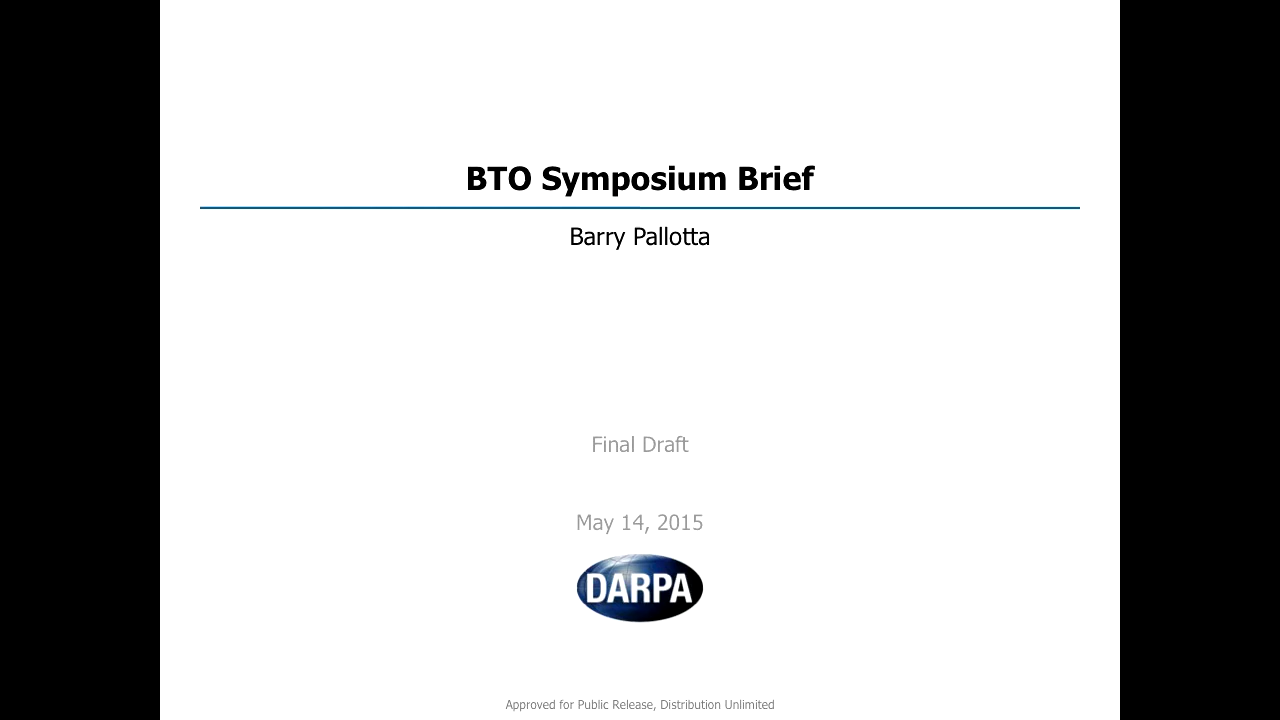 BTO Symposium Brief
Barry Pallotta
Final Draft
May 14, 2015
DARPA
Approved for Public Release, Distribution Unlimited